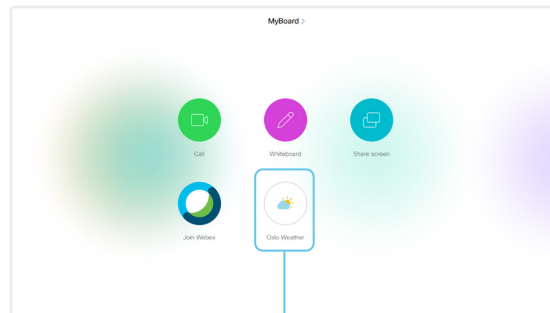 MyBoard >
Call
Whiteboard
Share screen
Join Webex
Oslo Weather